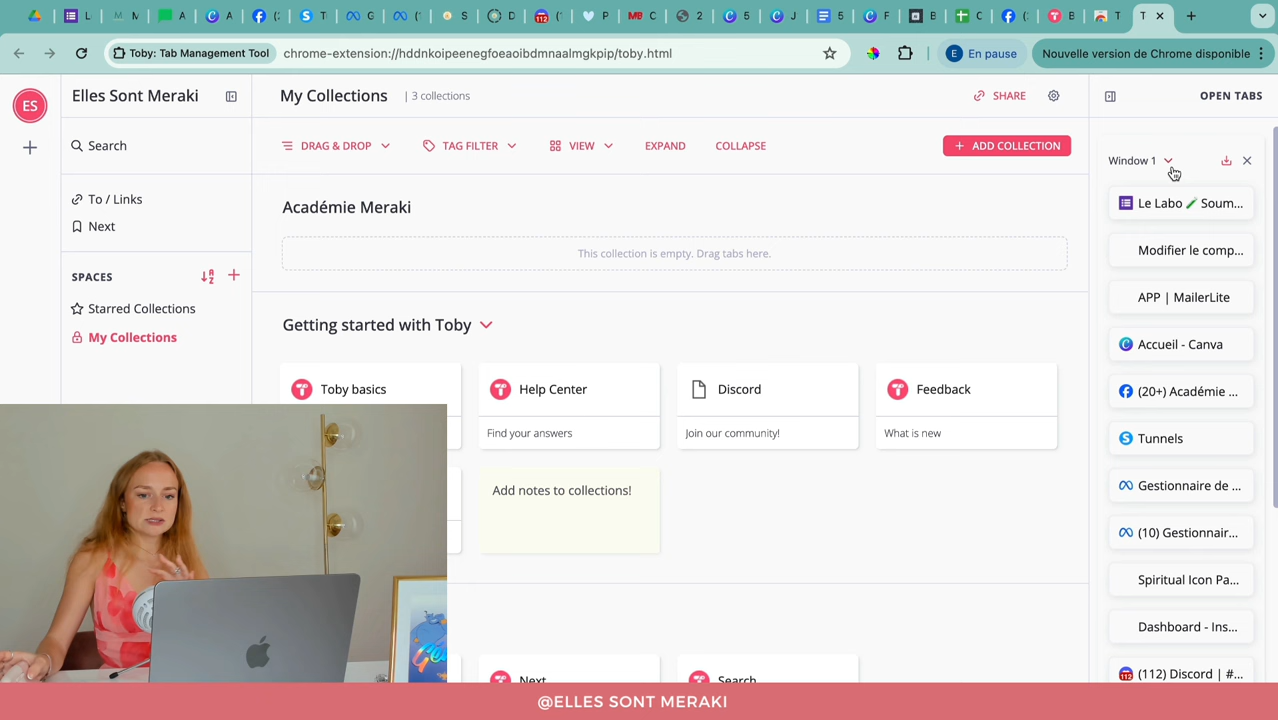 L
M
A
C
(
T
G
(
S
D
(
P
C
2
5
J
5
F
B
C
(
B
T
T
Toby: Tab Management Tool
chrome-extension://hddnkoipeenegfoeaoibdmnaalmgkpip/toby.html
E En pause
Nouvelle version de Chrome disponible
ES
Elles Sont Meraki
My Collections | 3 collections
SHARE
OPEN TABS
Search
DRAG & DROP
TAG FILTER
VIEW
EXPAND
COLLAPSE
ADD COLLECTION
Window 1
To / Links
Next
SPACES
Starred Collections
My Collections
Académie Meraki
This collection is empty. Drag tabs here.
Getting started with Toby
Toby basics
Help Center
Find your answers
Discord
Join our community!
Feedback
What is new
Add notes to collections!
Next
Search
Le Labo 🖍️ Soum...
Modifier le comp...
APP | MailerLite
Accueil - Canva
(20+) Académie ...
Tunnels
Gestionnaire de ...
(10) Gestionnair...
Spiritual Icon Pa...
Dashboard - Ins...
(112) Discord | #...
@ELLES SONT MERAKI